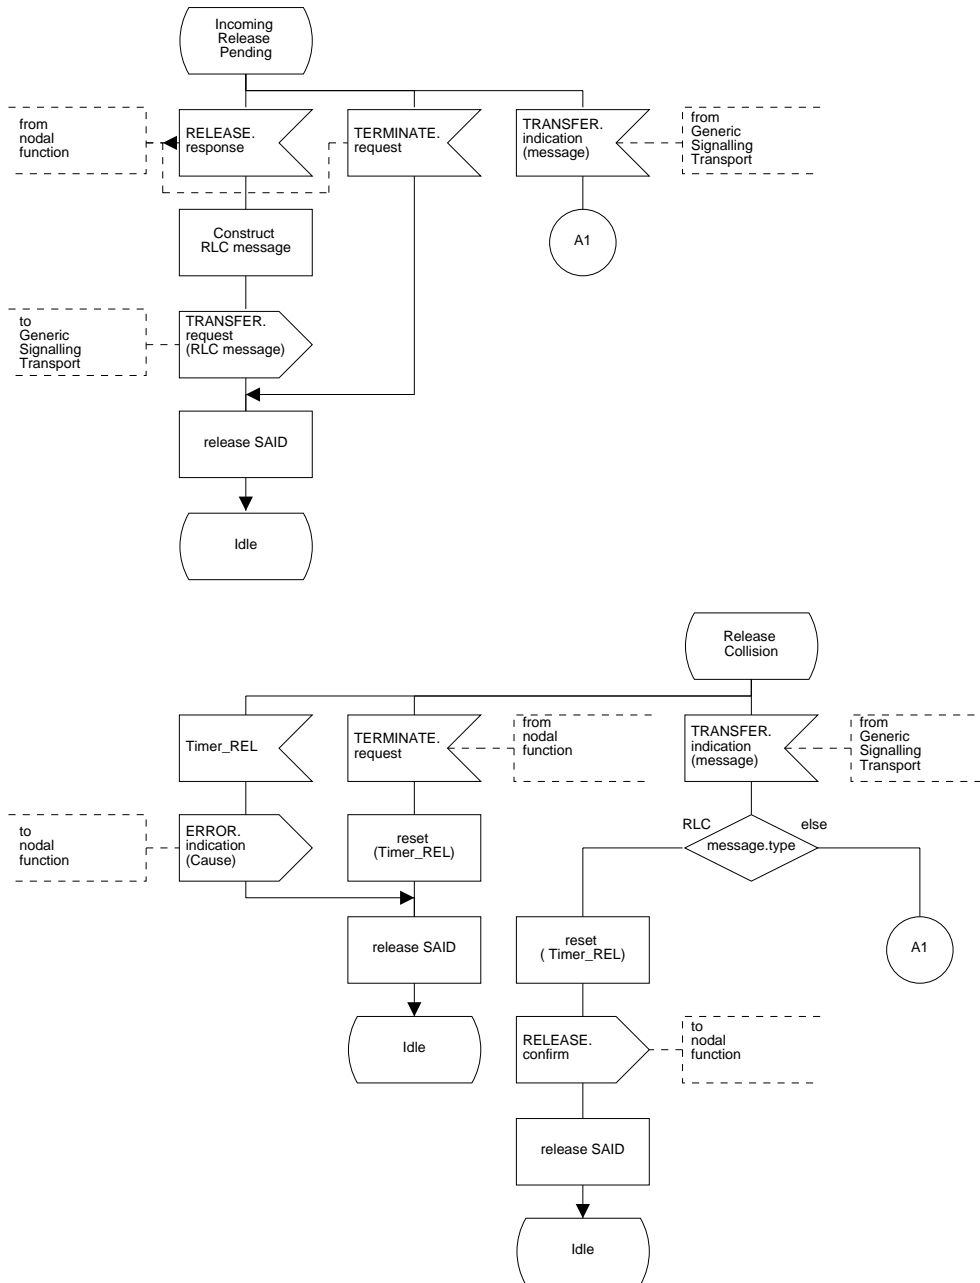 Incoming
Release
Pending
from
nodal
function
RELEASE.
response
TERMINATE.
request
TRANSFER.
indication
(message)
from
Generic
Signalling
Transport
Construct
RLC message
A1
to
Generic
Signalling
Transport
TRANSFER.
request
(RLC message)
release SAID
Idle
Release
Collision
Timer_REL
TERMINATE.
request
from
nodal
function
TRANSFER.
indication
(message)
from
Generic
Signalling
Transport
to
nodal
function
ERROR.
indication
(Cause)
reset
(Timer_REL)
RLC
message.type
else
release SAID
reset
( Timer_REL)
A1
Idle
RELEASE.
confirm
to
nodal
function
release SAID
Idle